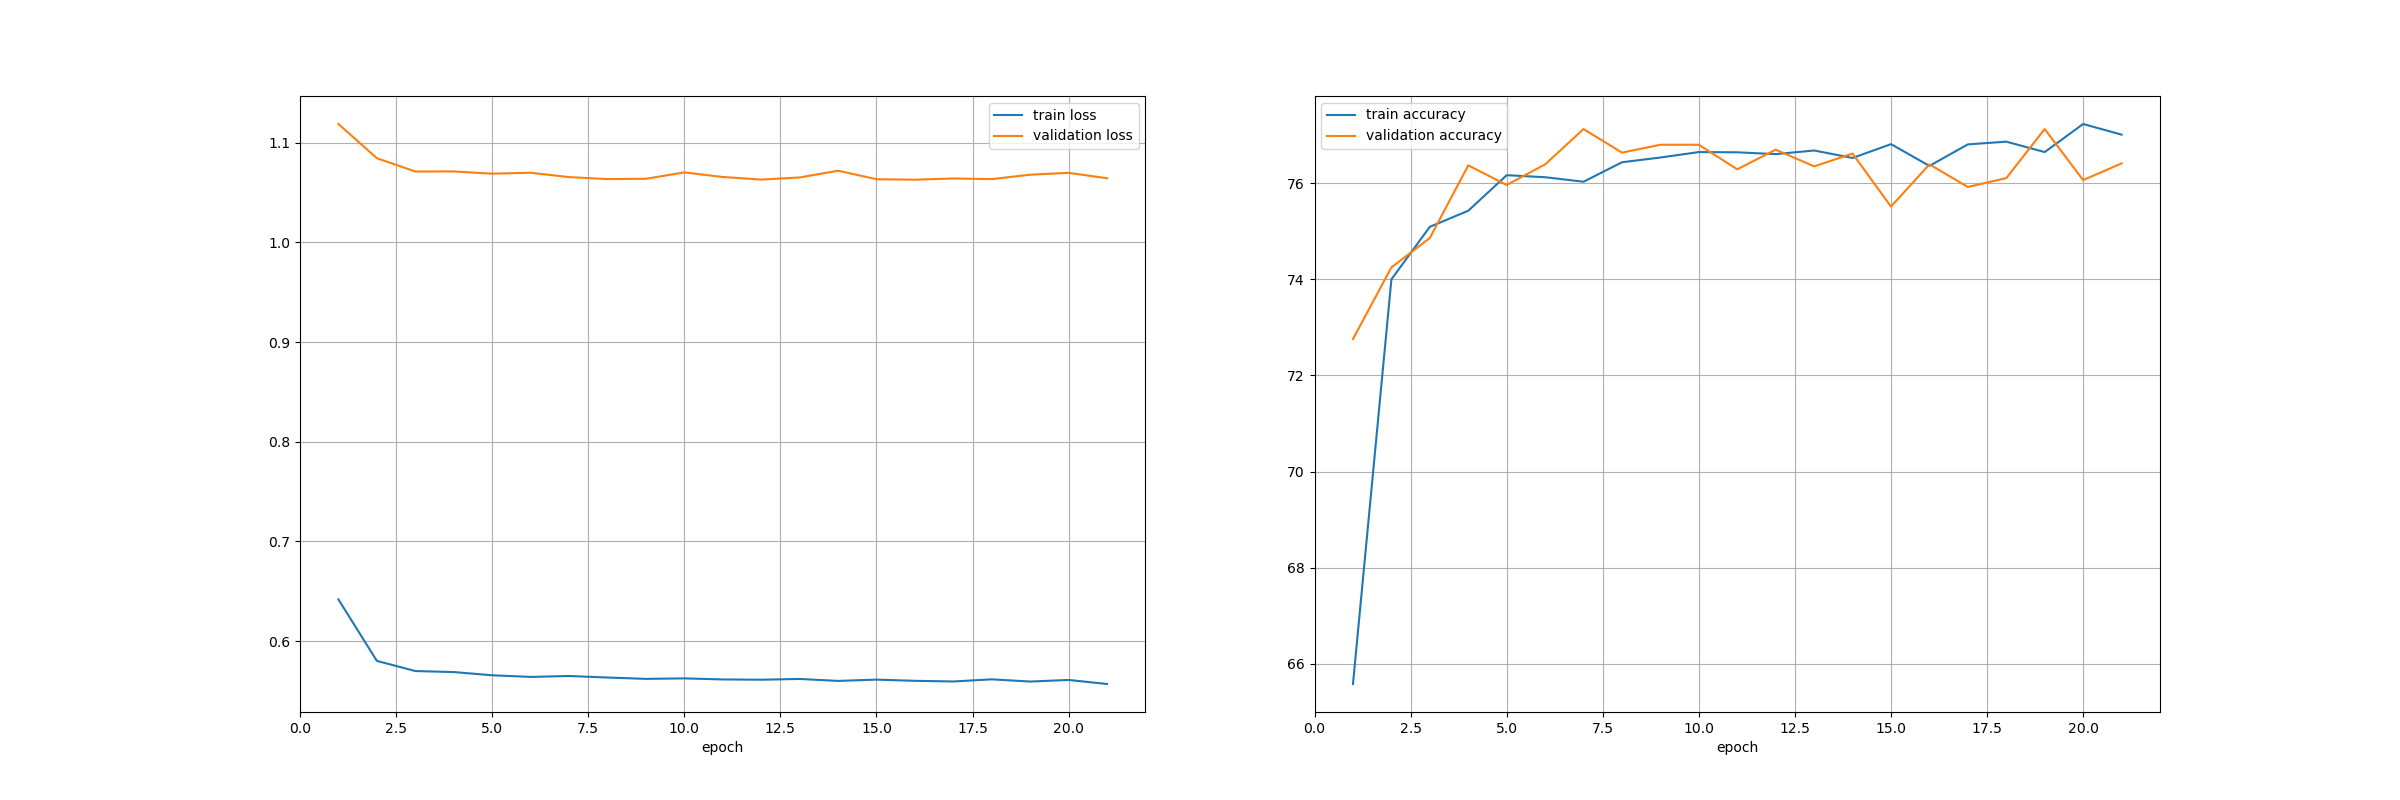 train loss
validation loss
1.1
1.0
0.9
0.8
0.7
0.6
0.0 2.5 5.0 7.5 10.0 12.5 15.0 17.5 20.0
epoch
train accuracy
validation accuracy
76
74
72
70
68
66
0.0 2.5 5.0 7.5 10.0 12.5 15.0 17.5 20.0
epoch